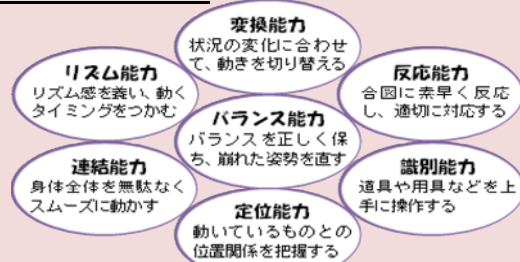 変換能力
状況の変化に合わせ
て、動きを切り替える
リズム能力
リズム感を養い、動く
タイミングをつかむ
反応能力
合図に素早く反応
し、適切に対応する
バランス能力
バランスを正しく保
ち、崩れた姿勢を直す
連結能力
身体全体を無駄なく
スムーズに動かす
識別能力
道具や用具などを上
手に操作する
定位能力
動いているものとの
位置関係を把握する